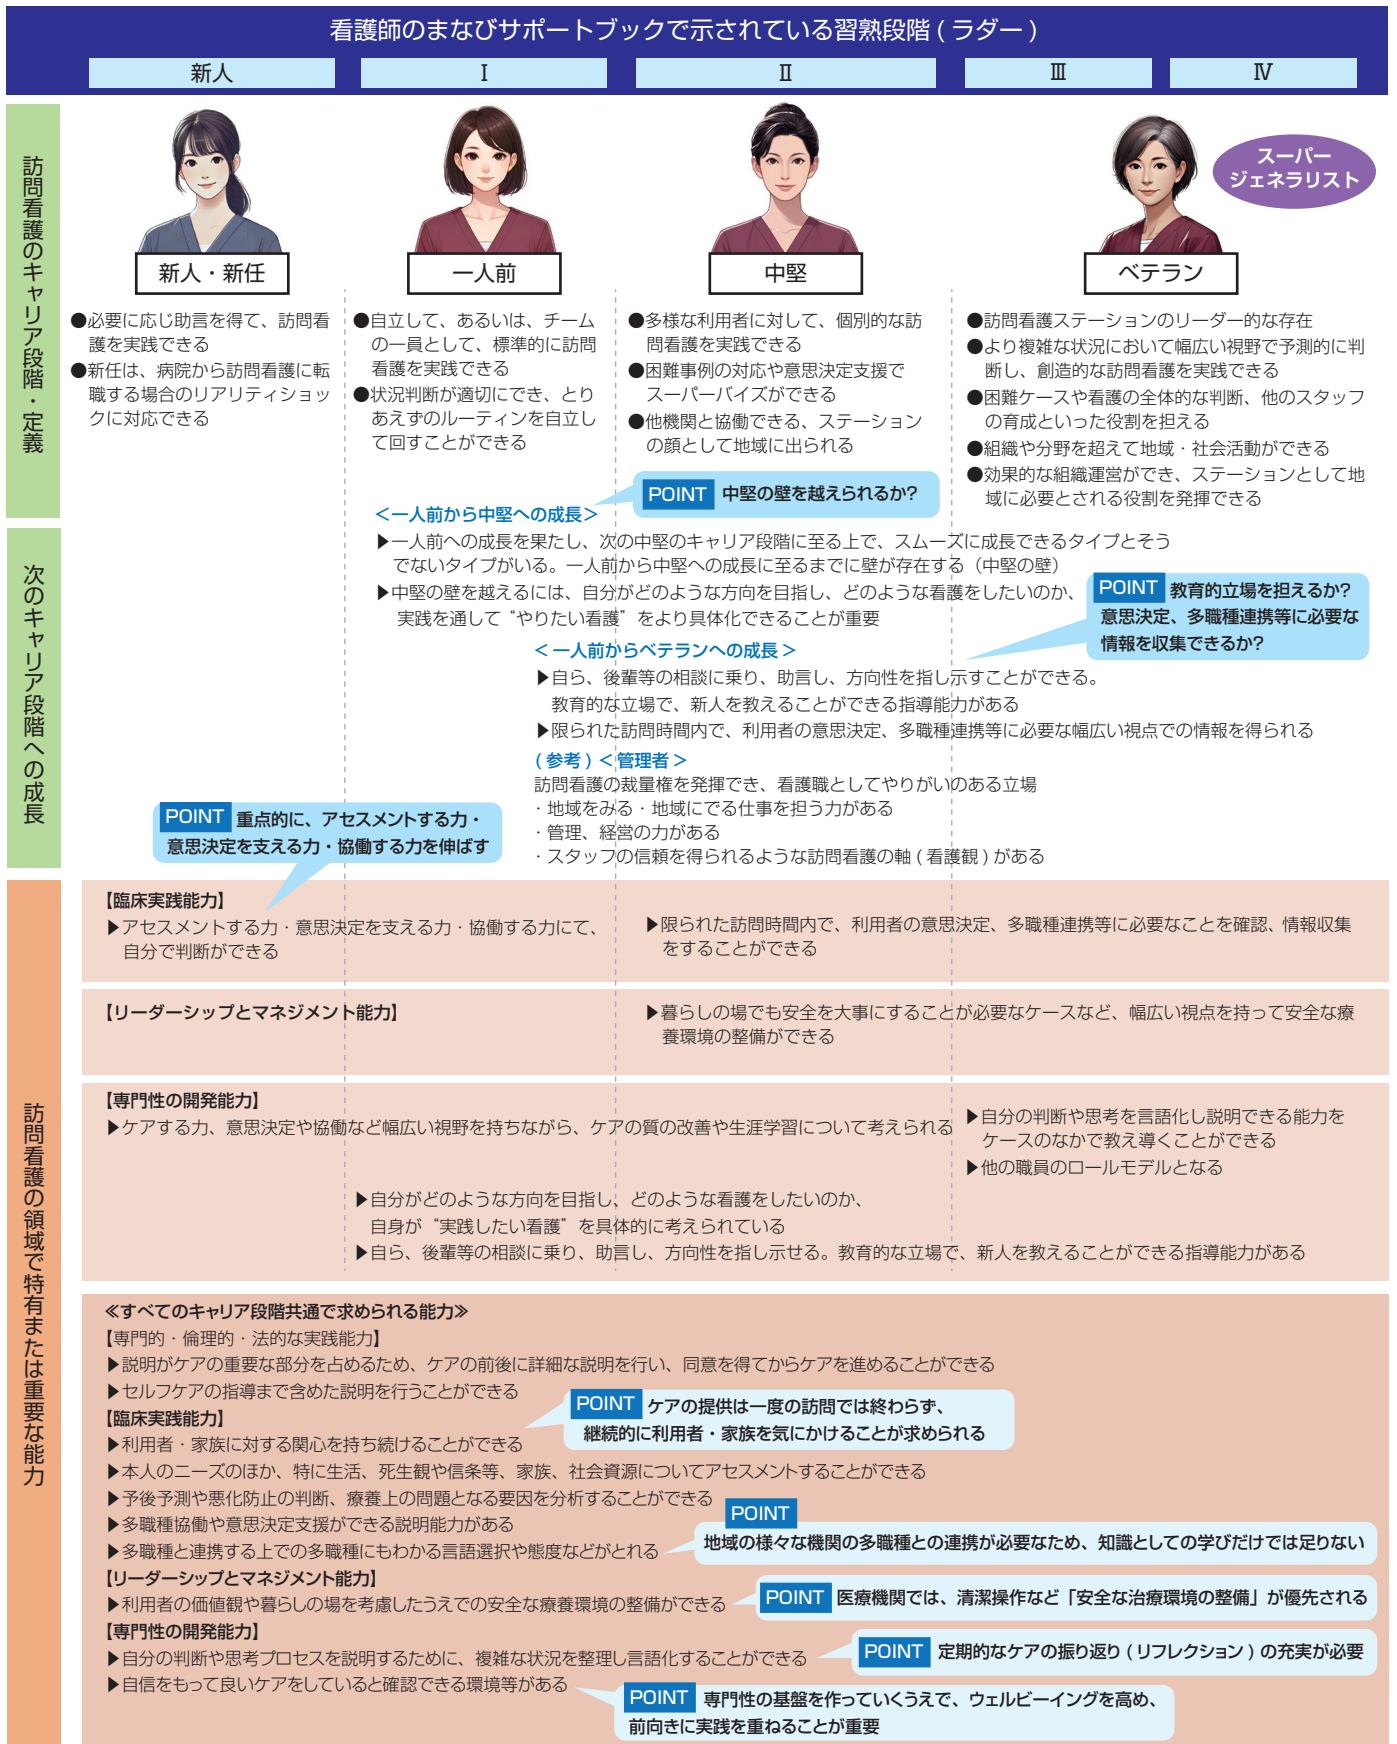 看護師のまなびサポートブックで示されている習熟段階 ( ラダー )
新人
Ⅰ
Ⅱ
Ⅲ
Ⅳ
訪問看護のキャリア段階・定義
スーパー
ジェネラリスト
新人・新任
一人前
中堅
ベテラン
●必要に応じ助言を得て、訪問看
護を実践できる
●新任は、病院から訪問看護に転
職する場合のリアリティショッ
クに対応できる
●自立して、あるいは、チーム
の一員として、標準的に訪問
看護を実践できる
●状況判断が適切にでき、とり
あえずのルーティンを自立し
て回すことができる
●多様な利用者に対して、個別的な訪
問看護を実践できる
●困難事例の対応や意思決定支援で
スーパーバイズができる
●他機関と協働できる、ステーション
の顔として地域に出られる
●訪問看護ステーションのリーダー的な存在
●より複雑な状況において幅広い視野で予測的に判
断し、創造的な訪問看護を実践できる
●困難ケースや看護の全体的な判断、他のスタッフ
の育成といった役割を担える
●組織や分野を超えて地域・社会活動ができる
●効果的な組織運営ができ、ステーションとして地
域に必要とされる役割を発揮できる
POINT 中堅の壁を越えられるか?
次のキャリア段階への成長
＜一人前から中堅への成長＞
▶一人前への成長を果たし、次の中堅のキャリア段階に至る上で、スムーズに成長できるタイプとそう
でないタイプがいる。一人前から中堅への成長に至るまでに壁が存在する（中堅の壁）
▶中堅の壁を越えるには、自分がどのような方向を目指し、どのような看護をしたいのか、
実践を通して“やりたい看護”をより具体化できることが重要
POINT 教育的立場を担えるか?
意思決定、多職種連携等に必要な
情報を収集できるか?
＜ 一人前からベテランへの成長 ＞
▶自ら、後輩等の相談に乗り、助言し、方向性を指し示すことができる。
教育的な立場で、新人を教えることができる指導能力がある
▶限られた訪問時間内で、利用者の意思決定、多職種連携等に必要な幅広い視点での情報を得られる
( 参考 ) ＜ 管理者 ＞
訪問看護の裁量権を発揮でき、看護職としてやりがいのある立場
・地域をみる・地域にでる仕事を担う力がある
・管理、経営の力がある
・スタッフの信頼を得られるような訪問看護の軸 ( 看護観 ) がある
POINT 重点的に、アセスメントする力・
意思決定を支える力・協働する力を伸ばす
訪問看護の領域で特有または重要な能力
【臨床実践能力】
▶アセスメントする力・意思決定を支える力・協働する力にて、
自分で判断ができる
▶限られた訪問時間内で、利用者の意思決定、多職種連携等に必要なことを確認、情報収集
をすることができる
【リーダーシップとマネジメント能力】
▶暮らしの場でも安全を大事にすることが必要なケースなど、幅広い視点を持って安全な療
養環境の整備ができる
【専門性の開発能力】
▶ケアする力、意思決定や協働など幅広い視野を持ちながら、ケアの質の改善や生涯学習について考えられる
▶自分の判断や思考を言語化し説明できる能力を
ケースのなかで教え導くことができる
▶他の職員のロールモデルとなる
▶自分がどのような方向を目指し、どのような看護をしたいのか、
自身が“実践したい看護”を具体的に考えられている
▶自ら、後輩等の相談に乗り、助言し、方向性を指し示せる。教育的な立場で、新人を教えることができる指導能力がある
≪すべてのキャリア段階共通で求められる能力≫
【専門的・倫理的・法的な実践能力】
▶説明がケアの重要な部分を占めるため、ケアの前後に詳細な説明を行い、同意を得てからケアを進めることができる
▶セルフケアの指導まで含めた説明を行うことができる
【臨床実践能力】
POINT ケアの提供は一度の訪問では終わらず、
継続的に利用者・家族を気にかけることが求められる
▶利用者・家族に対する関心を持ち続けることができる
▶本人のニーズのほか、特に生活、死生観や信条等、家族、社会資源についてアセスメントすることができる
▶予後予測や悪化防止の判断、療養上の問題となる要因を分析することができる
▶多職種協働や意思決定支援ができる説明能力がある
POINT
地域の様々な機関の多職種との連携が必要なため、知識としての学びだけでは足りない
▶多職種と連携する上での多職種にもわかる言語選択や態度などがとれる
【リーダーシップとマネジメント能力】
▶利用者の価値観や暮らしの場を考慮したうえでの安全な療養環境の整備ができる
POINT 医療機関では、清潔操作など「安全な治療環境の整備」が優先される
【専門性の開発能力】
▶自分の判断や思考プロセスを説明するために、複雑な状況を整理し言語化することができる
POINT 定期的なケアの振り返り ( リフレクション ) の充実が必要
▶自信をもって良いケアをしていると確認できる環境等がある
POINT 専門性の基盤を作っていくうえで、ウェルビーイングを高め、
前向きに実践を重ねることが重要